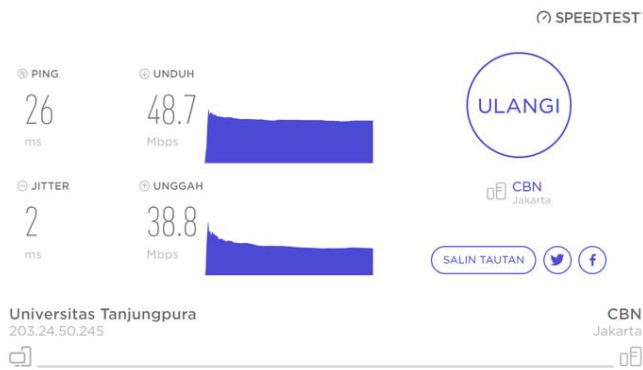 SPEEDTEST
PING
26
ms
UNDUH
48.7
Mbps
JITTER
2
ms
UNGGAH
38.8
Mbps
ULANGI
CBN
Jakarta
SALIN TAUTAN
Universitas Tanjungpura
203.24.50.245
CBN
Jakarta